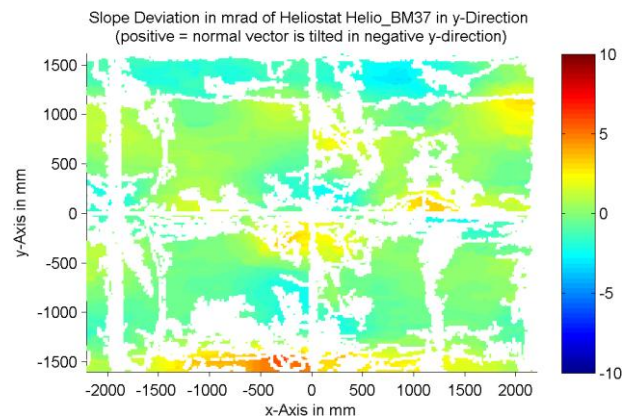 Slope Deviation in mrad of Heliostat Helio_BM37 in y-Direction
(positive = normal vector is tilted in negative y-direction)
1500
1000
500
0
-500
-1000
-1500
y-Axis in mm
-2000 -1500 -1000 -500 0 500 1000 1500 2000
x-Axis in mm
10
5
0
-5
-10